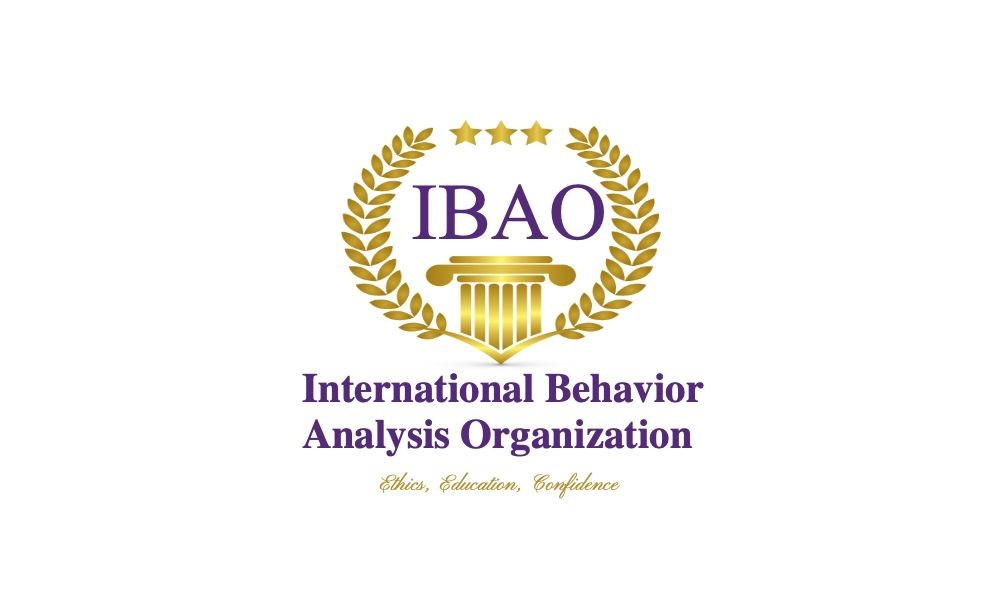 IBAO
International Behavior
Analysis Organization
Ethics, Education, Confidence